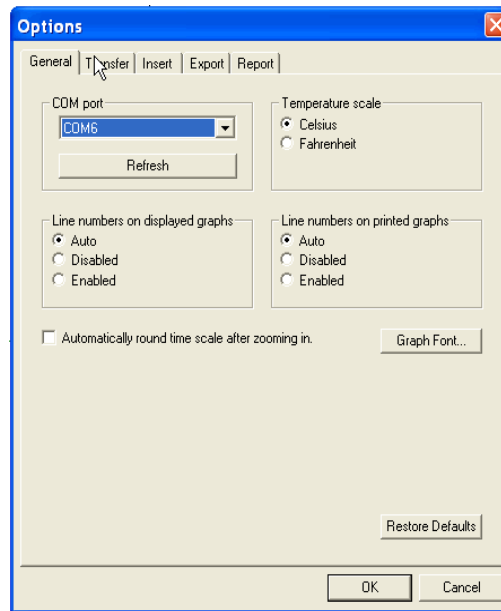 Options
General Transfer Insert Export Report
COM port
COM6
Refresh
Temperature scale
Celsius
Fahrenheit
Line numbers on displayed graphs
Auto
Disabled
Enabled
Line numbers on printed graphs
Auto
Disabled
Enabled
Automatically round time scale after zooming in.
Graph Font...
Restore Defaults
OK
Cancel